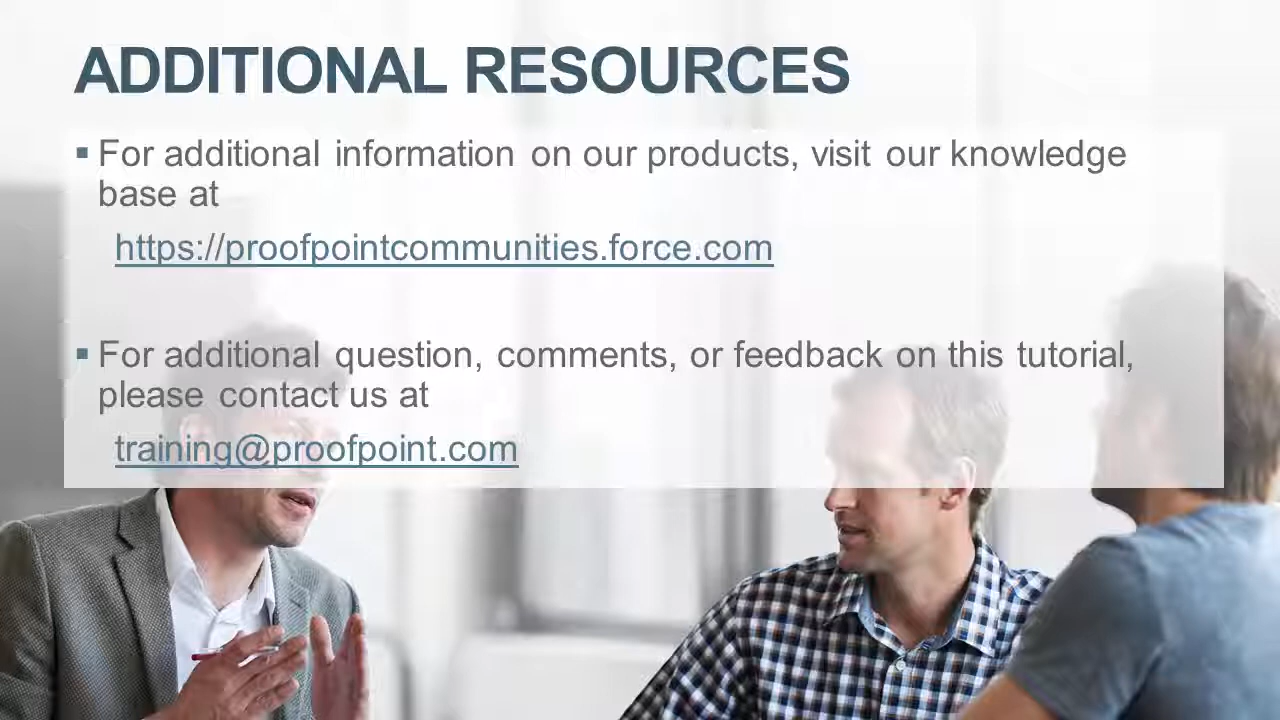 ADDITIONAL RESOURCES
▪ For additional information on our products, visit our knowledge
base at
https://proofpointcommunities.force.com
▪ For additional question, comments, or feedback on this tutorial,
please contact us at
training@proofpoint.com